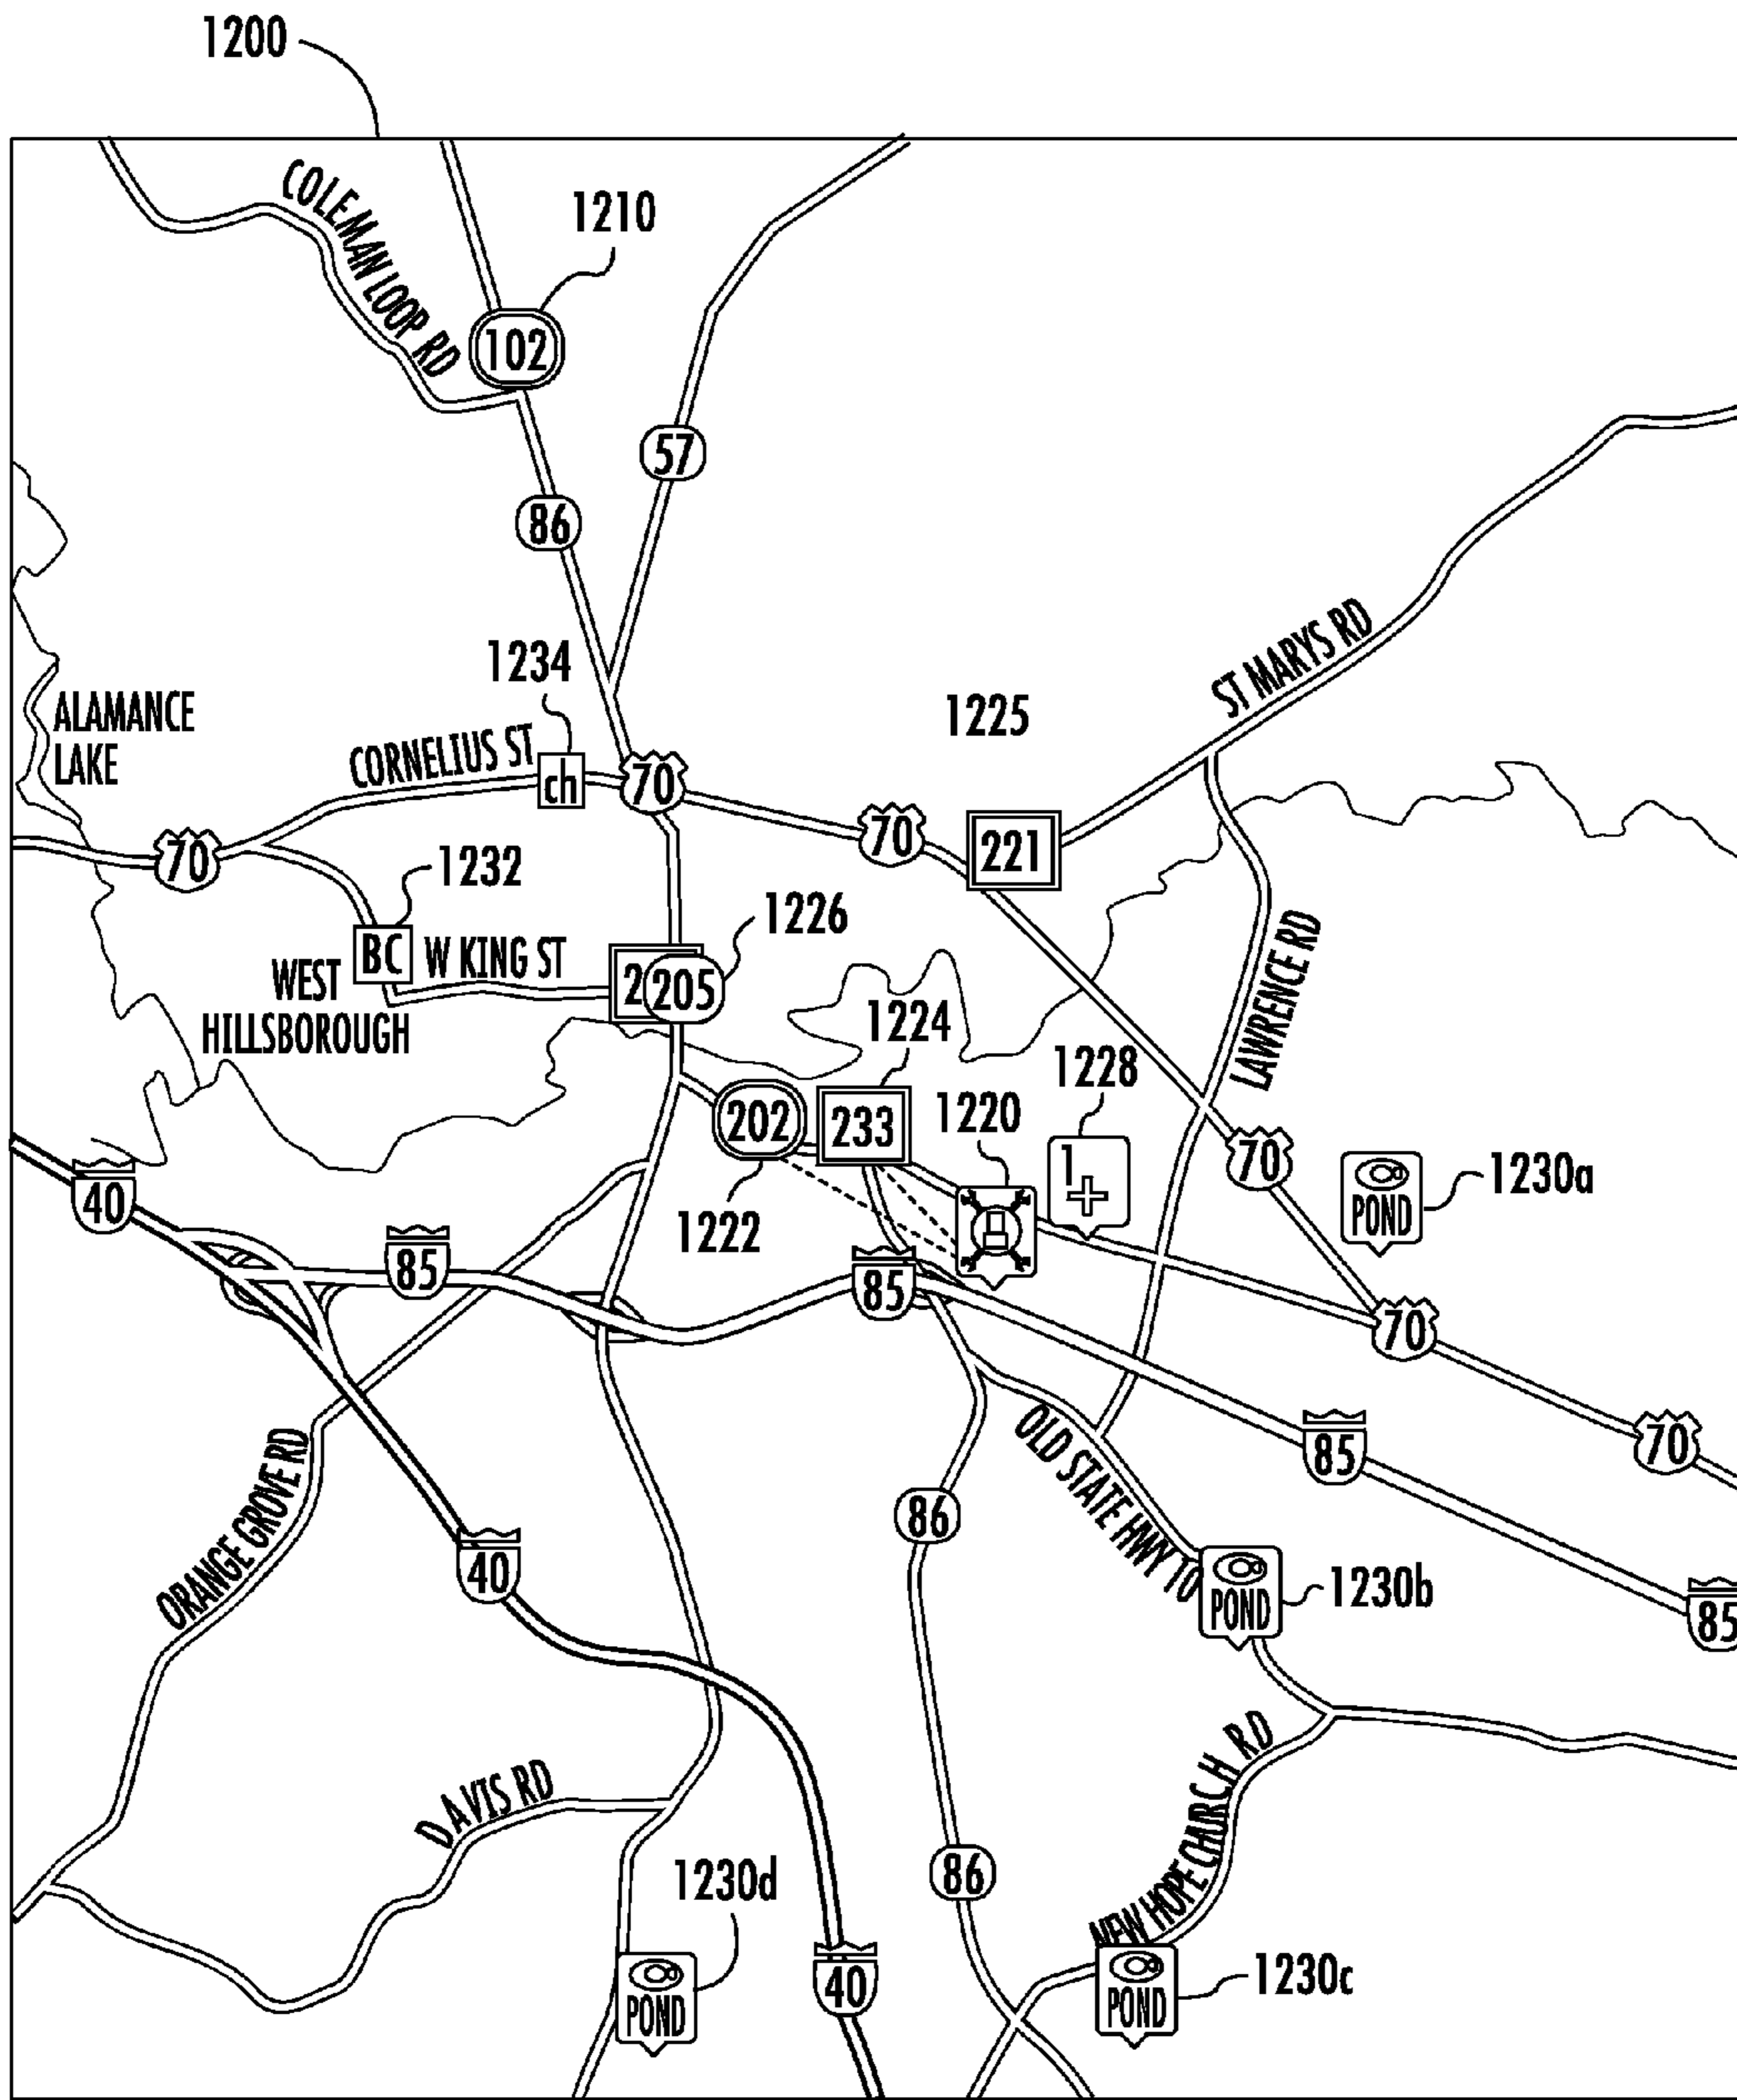 1200
COLEMAN LOOP RD
1210
102
57
86
1234
ST MARYS RD
1225
ALAMANCE
LAKE
CORNELIUS ST
ch
70
70
221
70
1232
1226
BC
W KING ST
WEST
HILLSBOROUGH
2
205
1224
LAWRENCE RD
1228
202
233
1220
1
70
1230a
POND
40
1222
85
85
70
ORANGE GROVE RD
OLD STATE HWY TO
85
70
86
40
POND
1230b
85
NEW HOPE CHURCH RD
DAVIS RD
1230d
86
40
POND
POND
1230c